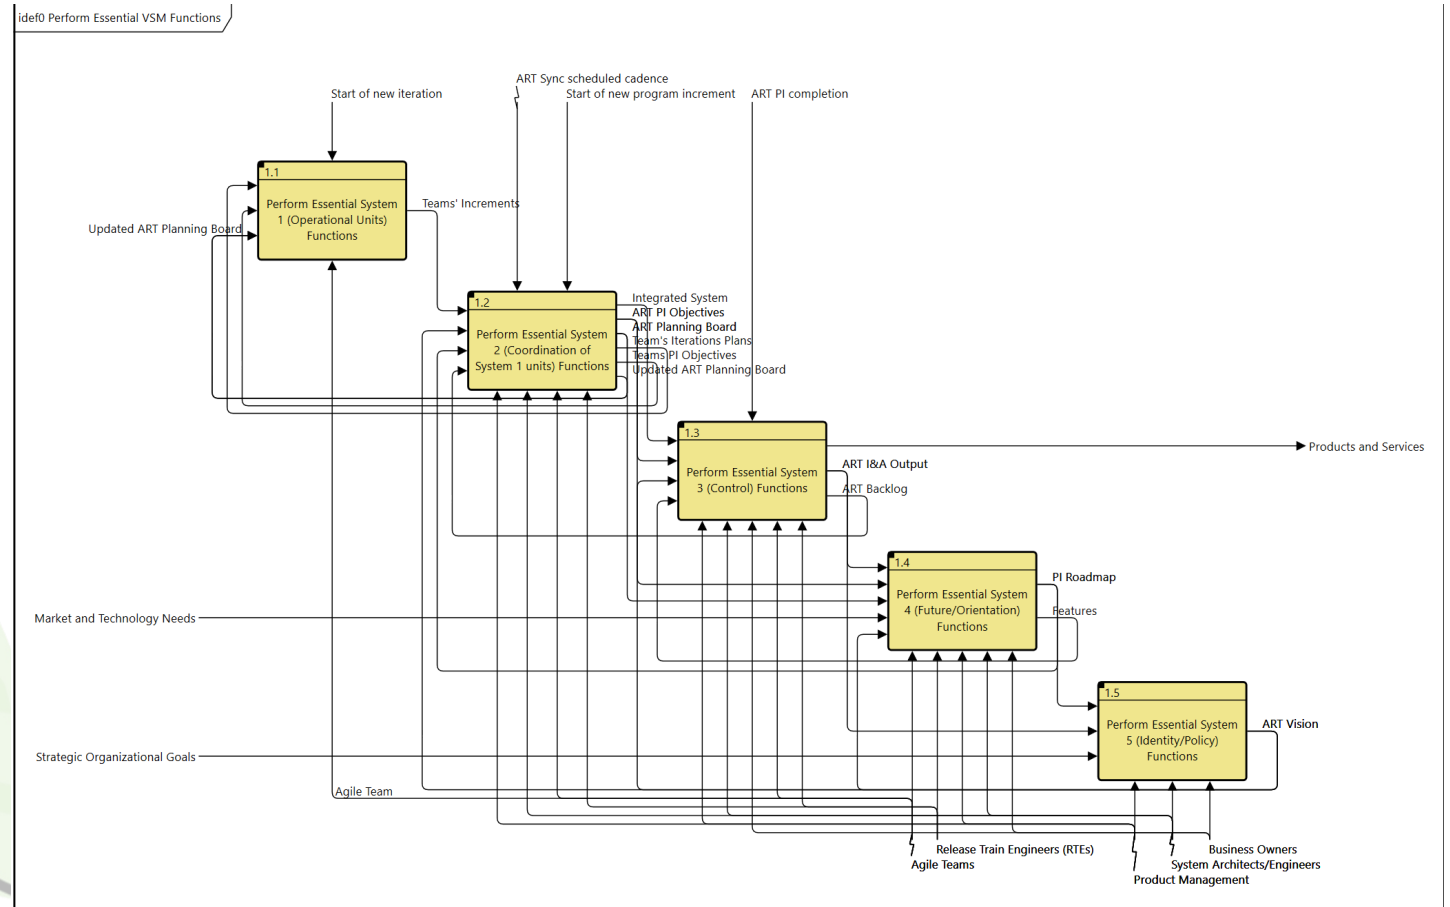 idef0 Perform Essential VSM Functions
ART Sync scheduled cadence
Start of new iteration
Start of new program increment
ART PI completion
1.1
Perform Essential System
1 (Operational Units)
Functions
Teams' Increments
Updated ART Planning Board
1.2
Perform Essential System
2 (Coordination of
System 1 units) Functions
Integrated System
ART PI Objectives
ART Planning Board
Team's Iterations Plans
Teams PI Objectives
Updated ART Planning Board
1.3
Perform Essential System
3 (Control) Functions
Products and Services
ART I&A Output
ART Backlog
1.4
Perform Essential System
4 (Future/Orientation)
Functions
PI Roadmap
Features
Market and Technology Needs
1.5
Perform Essential System
5 (Identity/Policy)
Functions
ART Vision
Strategic Organizational Goals
Agile Team
Release Train Engineers (RTEs)
Business Owners
Agile Teams
System Architects/Engineers
Product Management